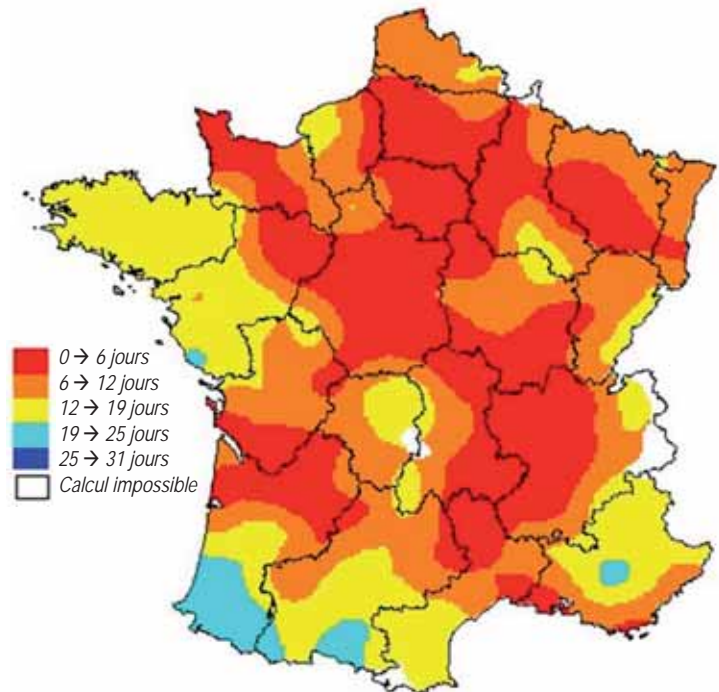 0 → 6 jours
6 → 12 jours
12 → 19 jours
19 → 25 jours
25 → 31 jours
Calcul impossible